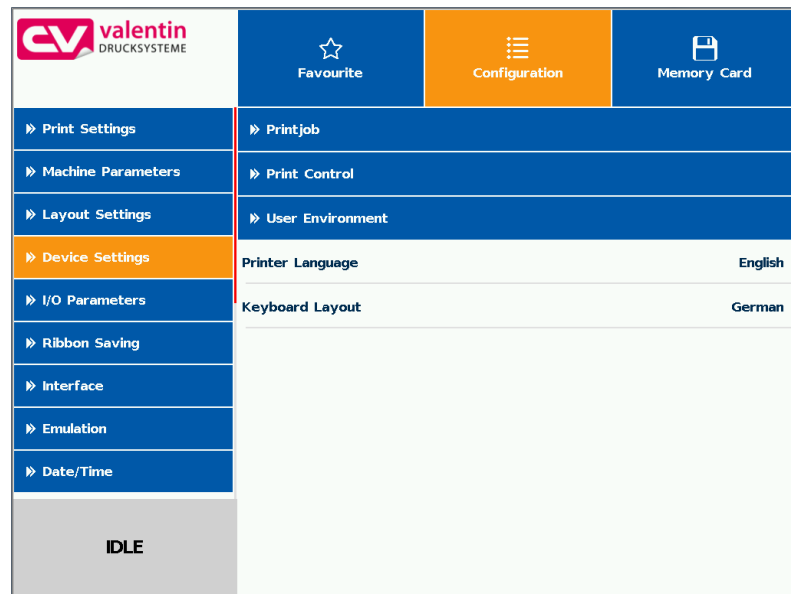 valentin
DRUCKSYSTEME
Favourite
Configuration
Memory Card
Print Settings
Machine Parameters
Layout Settings
Device Settings
I/O Parameters
Ribbon Saving
Interface
Emulation
Date/Time
IDLE
Printjob
Print Control
User Environment
Printer Language English
Keyboard Layout German